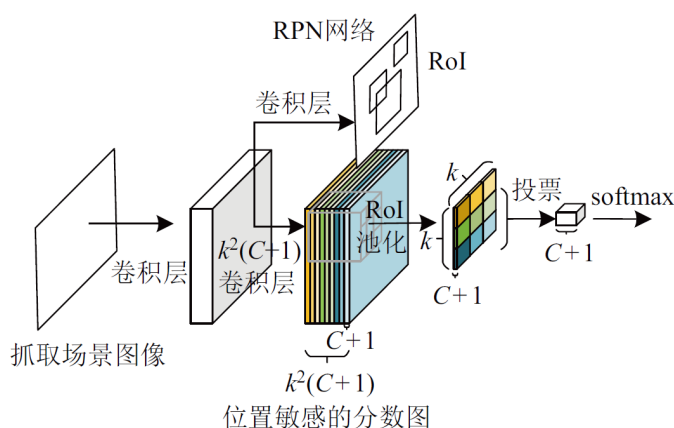 RPN网络
RoI
卷积层
卷积层
抓取场景图像
k²(C+1)
卷积层
RoI
池化
C+1
k²(C+1)
位置敏感的分数图
k
k
C+1
投票
C+1
softmax